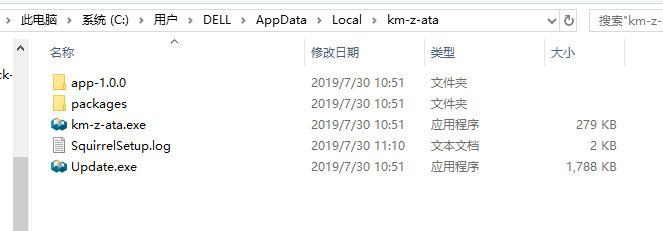 此电脑 › 系统 (C:) › 用户 › DELL › AppData › Local › km-z-ata 搜索"km-z-a
名称 修改日期 类型 大小
app-1.0.0 2019/7/30 10:51 文件夹
packages 2019/7/30 10:51 文件夹
km-z-ata.exe 2019/7/30 10:51 应用程序 279 KB
SquirrelSetup.log 2019/7/30 11:10 文本文档 2 KB
Update.exe 2019/7/30 10:51 应用程序 1,788 KB